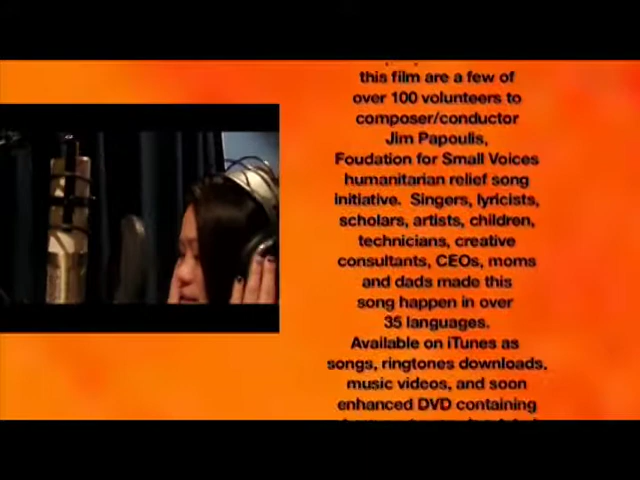 this film are a few of
over 100 volunteers to
composer/conductor
Jim Papoulis,
Foudation for Small Voices
humanitarian relief song
initiative. Singers, lyricists,
scholars, artists, children,
technicians, creative
consultants, CEOs, moms
and dads made this
song happen in over
35 languages.
Available on iTunes as
songs, ringtones downloads,
music videos, and soon
enhanced DVD containing